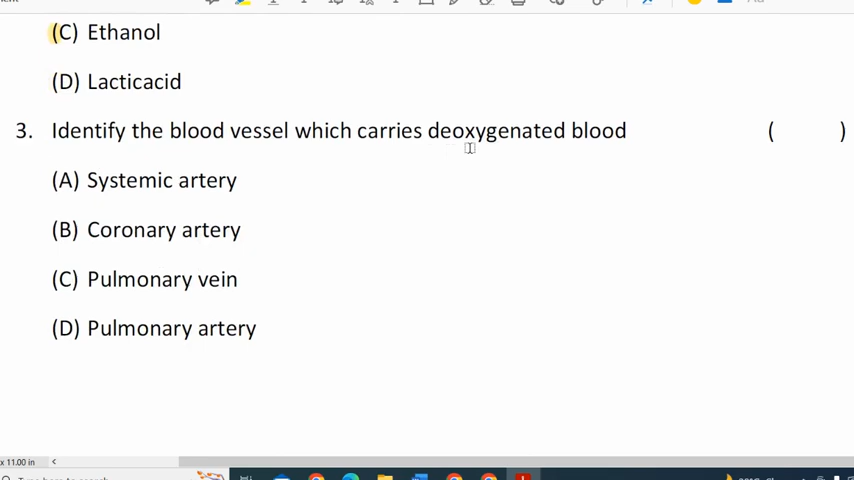 (C) Ethanol
(D) Lacticacid
3. Identify the blood vessel which carries deoxygenated blood ( )
(A) Systemic artery
(B) Coronary artery
(C) Pulmonary vein
(D) Pulmonary artery
x 11.00 in